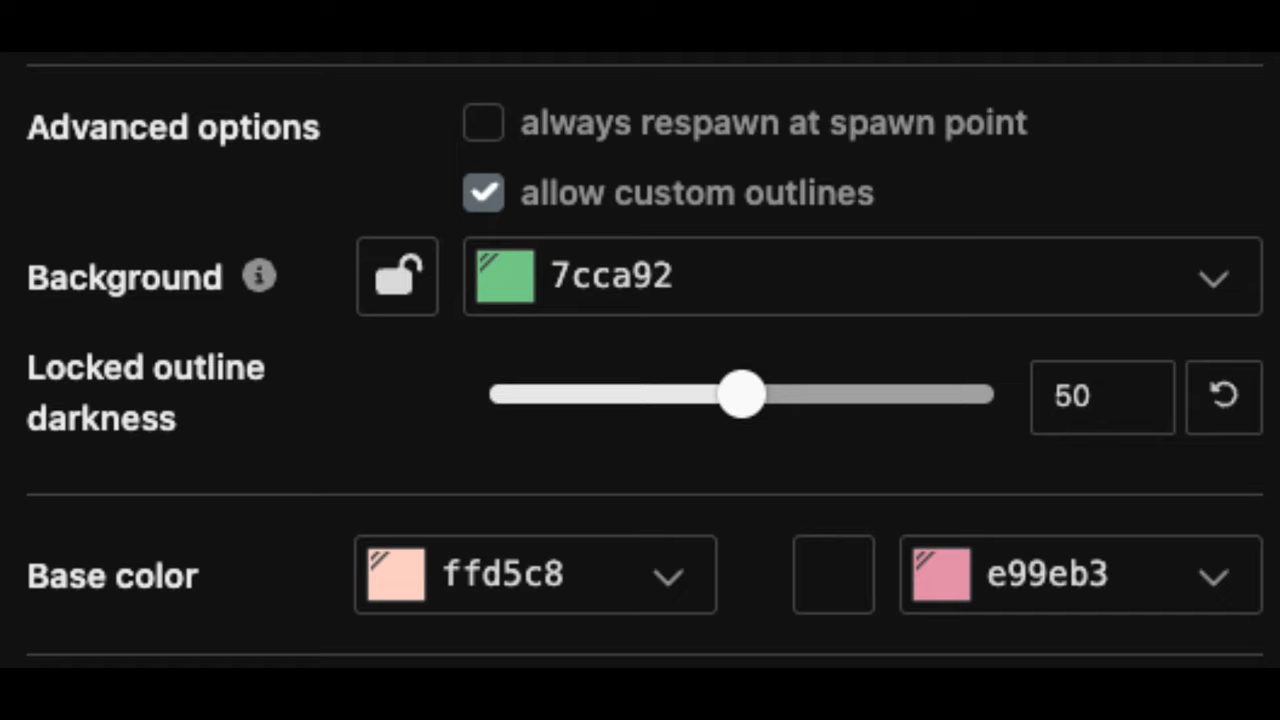 Advanced options
always respawn at spawn point
allow custom outlines
Background
7cca92
Locked outline
darkness
50
Base color
ffd5c8
e99eb3